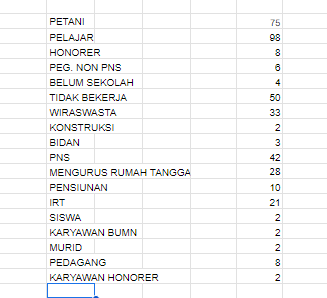 PETANI 75
PELAJAR 98
HONORER 8
PEG. NON PNS 6
BELUM SEKOLAH 4
TIDAK BEKERJA 50
WIRASWASTA 33
KONSTRUKSI 2
BIDAN 3
PNS 42
MENGURUS RUMAH TANGGA 28
PENSIUNAN 10
IRT 21
SISWA 2
KARYAWAN BUMN 2
MURID 2
PEDAGANG 8
KARYAWAN HONORER 2